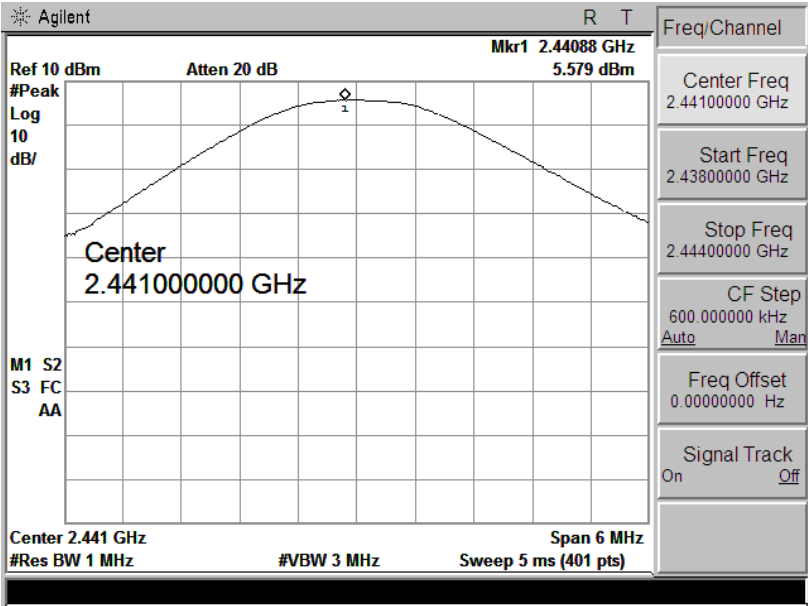 Agilent R T
Mkr1 2.44088 GHz
Ref 10 dBm Atten 20 dB 5.579 dBm
#Peak
Log
10
dB/
1
Center
2.441000000 GHz
M1 S2
S3 FC
AA
Center 2.441 GHz Span 6 MHz
#Res BW 1 MHz #VBW 3 MHz Sweep 5 ms (401 pts)
Freq/Channel
Center Freq
2.44100000 GHz
Start Freq
2.43800000 GHz
Stop Freq
2.44400000 GHz
CF Step
600.000000 kHz
Auto Man
Freq Offset
0.00000000 Hz
Signal Track
On Off